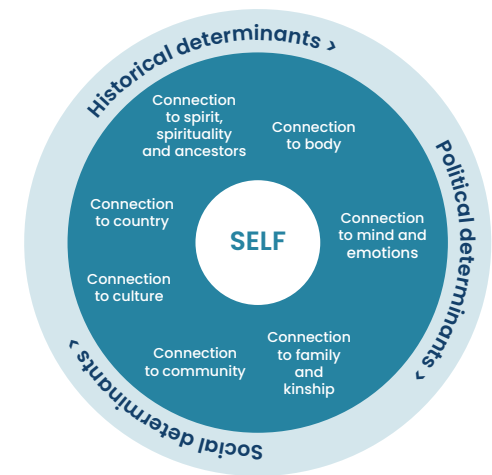 Historical determinants ›
Political determinants ›
Social determinants ›
Connection
to spirit,
spirituality
and ancestors
Connection
to body
Connection
to mind and
emotions
Connection
to family
and
kinship
Connection
to community
Connection
to culture
Connection
to country
SELF